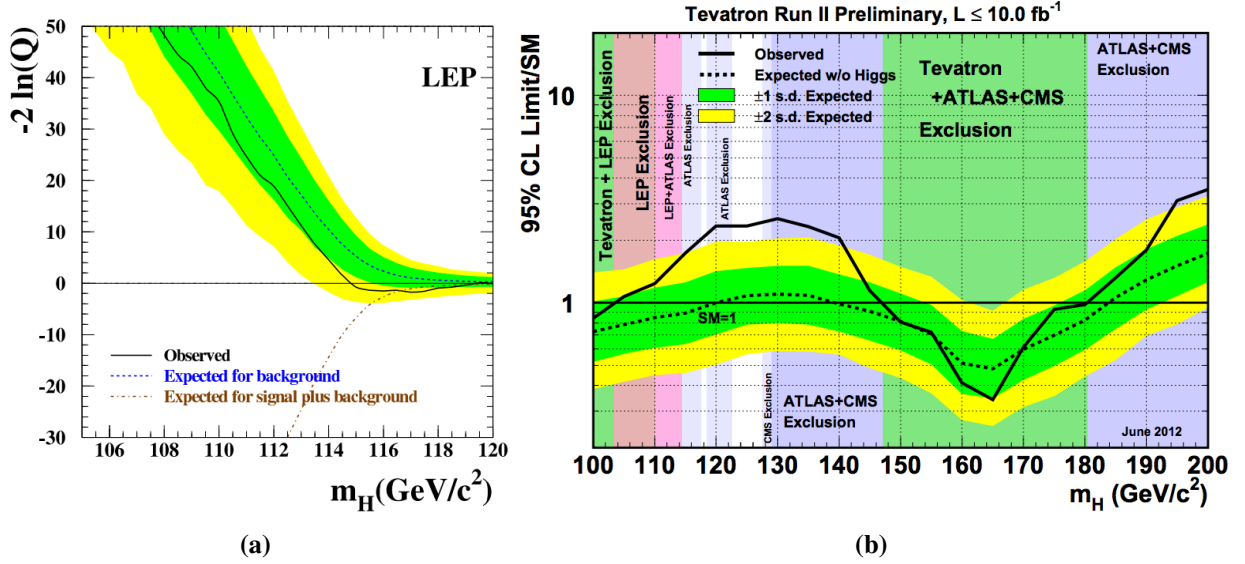 -2 ln(Q)
50
40
30
20
10
0
-10
-20
-30
LEP
Observed
Expected for background
Expected for signal plus background
106 108 110 112 114 116 118 120
m_H(GeV/c²)
(a)
Tevatron Run II Preliminary, L ≤ 10.0 fb⁻¹
95% CL Limit/SM
10
1
Tevatron + LEP Exclusion
LEP Exclusion
LEP+ATLAS Exclusion
ATLAS Exclusion
ATLAS Exclusion
Observed
Expected w/o Higgs
±1 s.d. Expected
±2 s.d. Expected
Tevatron
+ATLAS+CMS
Exclusion
ATLAS+CMS
Exclusion
SM=1
CMS Exclusion
ATLAS+CMS
Exclusion
June 2012
100 110 120 130 140 150 160 170 180 190 200
m_H (GeV/c²)
(b)